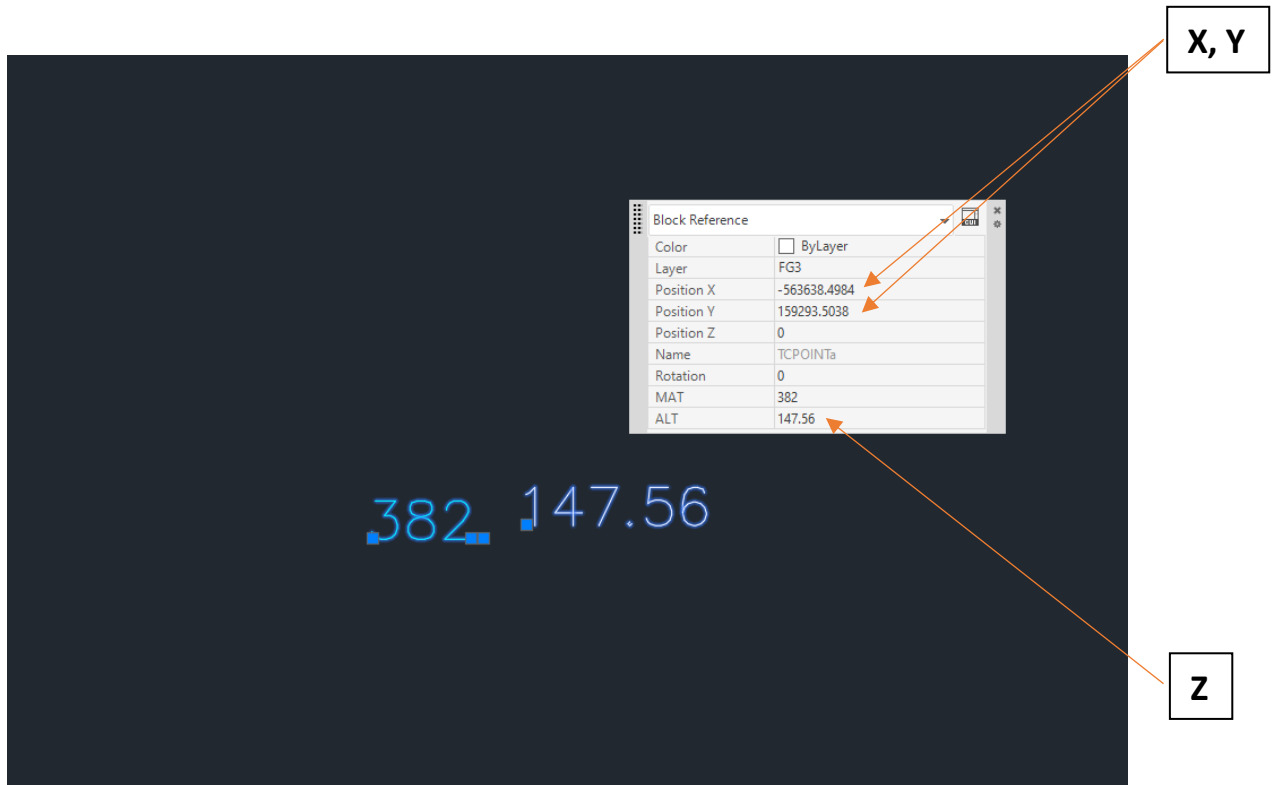 X, Y
Block Reference
CUI
Color ByLayer
Layer FG3
Position X -563638.4984
Position Y 159293.5038
Position Z 0
Name TCPOINTa
Rotation 0
MAT 382
ALT 147.56
382 147.56
Z